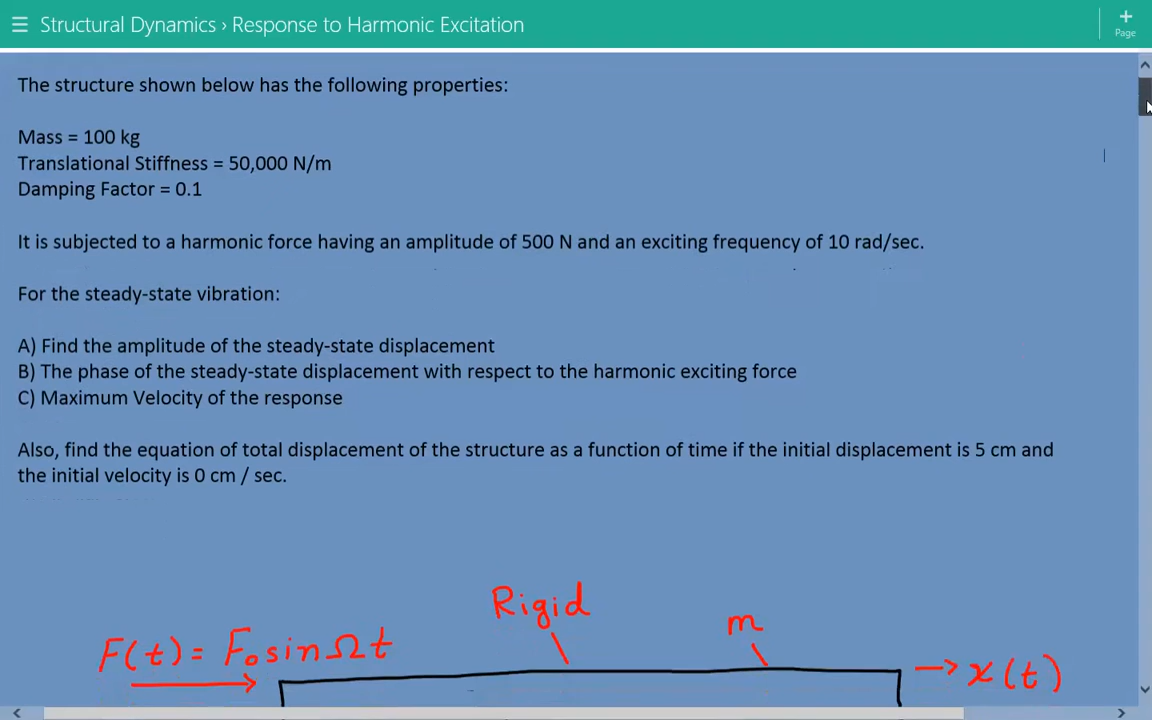 Structural Dynamics › Response to Harmonic Excitation
Page
The structure shown below has the following properties:
Mass = 100 kg
Translational Stiffness = 50,000 N/m
Damping Factor = 0.1
It is subjected to a harmonic force having an amplitude of 500 N and an exciting frequency of 10 rad/sec.
For the steady-state vibration:
A) Find the amplitude of the steady-state displacement
B) The phase of the steady-state displacement with respect to the harmonic exciting force
C) Maximum Velocity of the response
Also, find the equation of total displacement of the structure as a function of time if the initial displacement is 5 cm and
the initial velocity is 0 cm / sec.
Rigid
m
F(t) = F₀ sin Ω t
x(t)